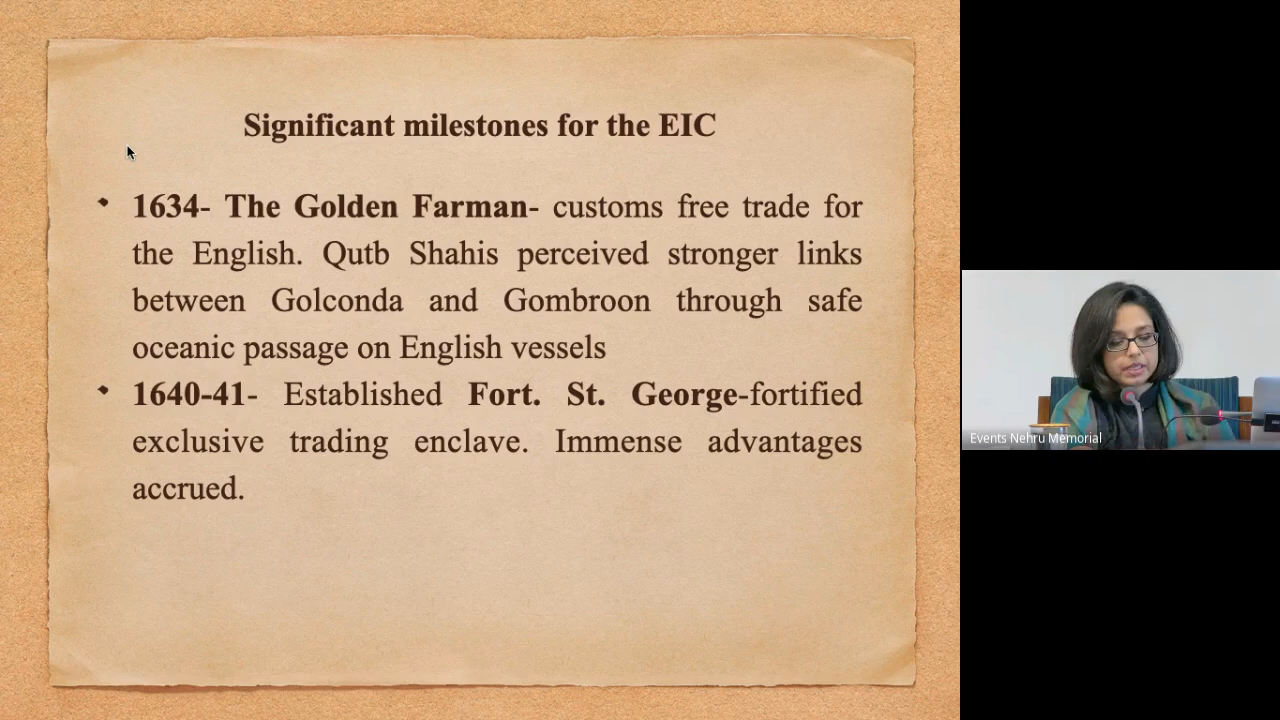 Significant milestones for the EIC
1634- The Golden Farman- customs free trade for
the English. Qutb Shahis perceived stronger links
between Golconda and Gombroon through safe
oceanic passage on English vessels
1640-41- Established Fort. St. George-fortified
exclusive trading enclave. Immense advantages
accrued.
Events Nehru Memorial